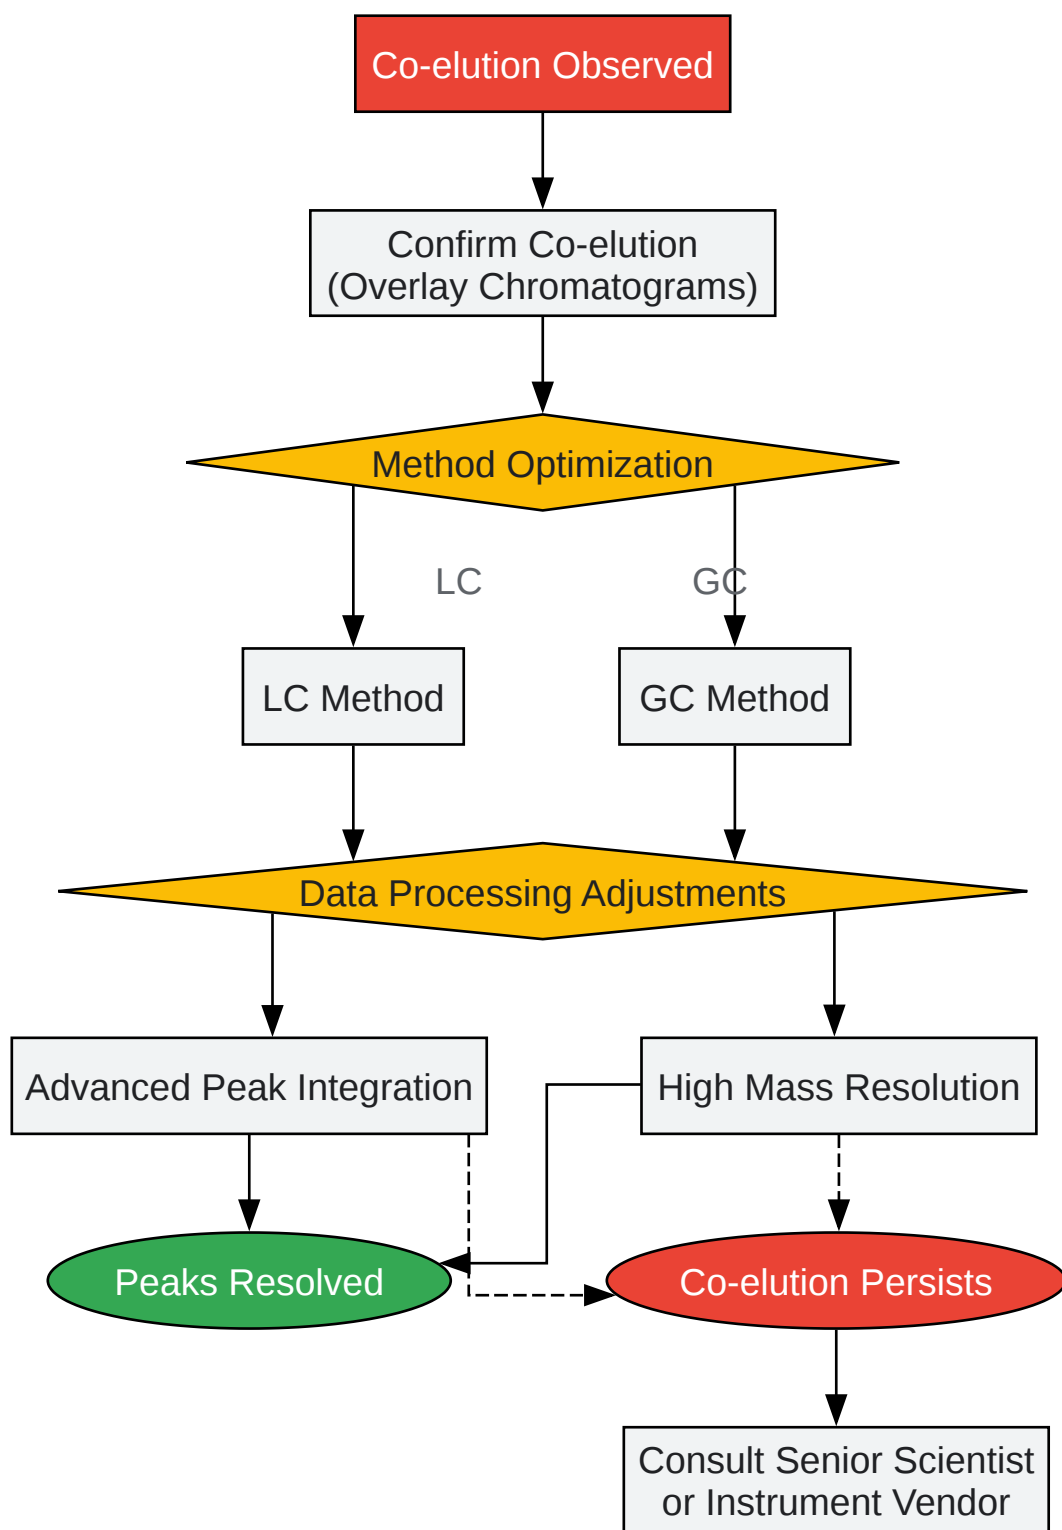 Co-elution Observed
Confirm Co-elution
(Overlay Chromatograms)
Method Optimization
LC
GC
LC Method
GC Method
Data Processing Adjustments
Advanced Peak Integration
High Mass Resolution
Peaks Resolved
Co-elution Persists
Consult Senior Scientist
or Instrument Vendor